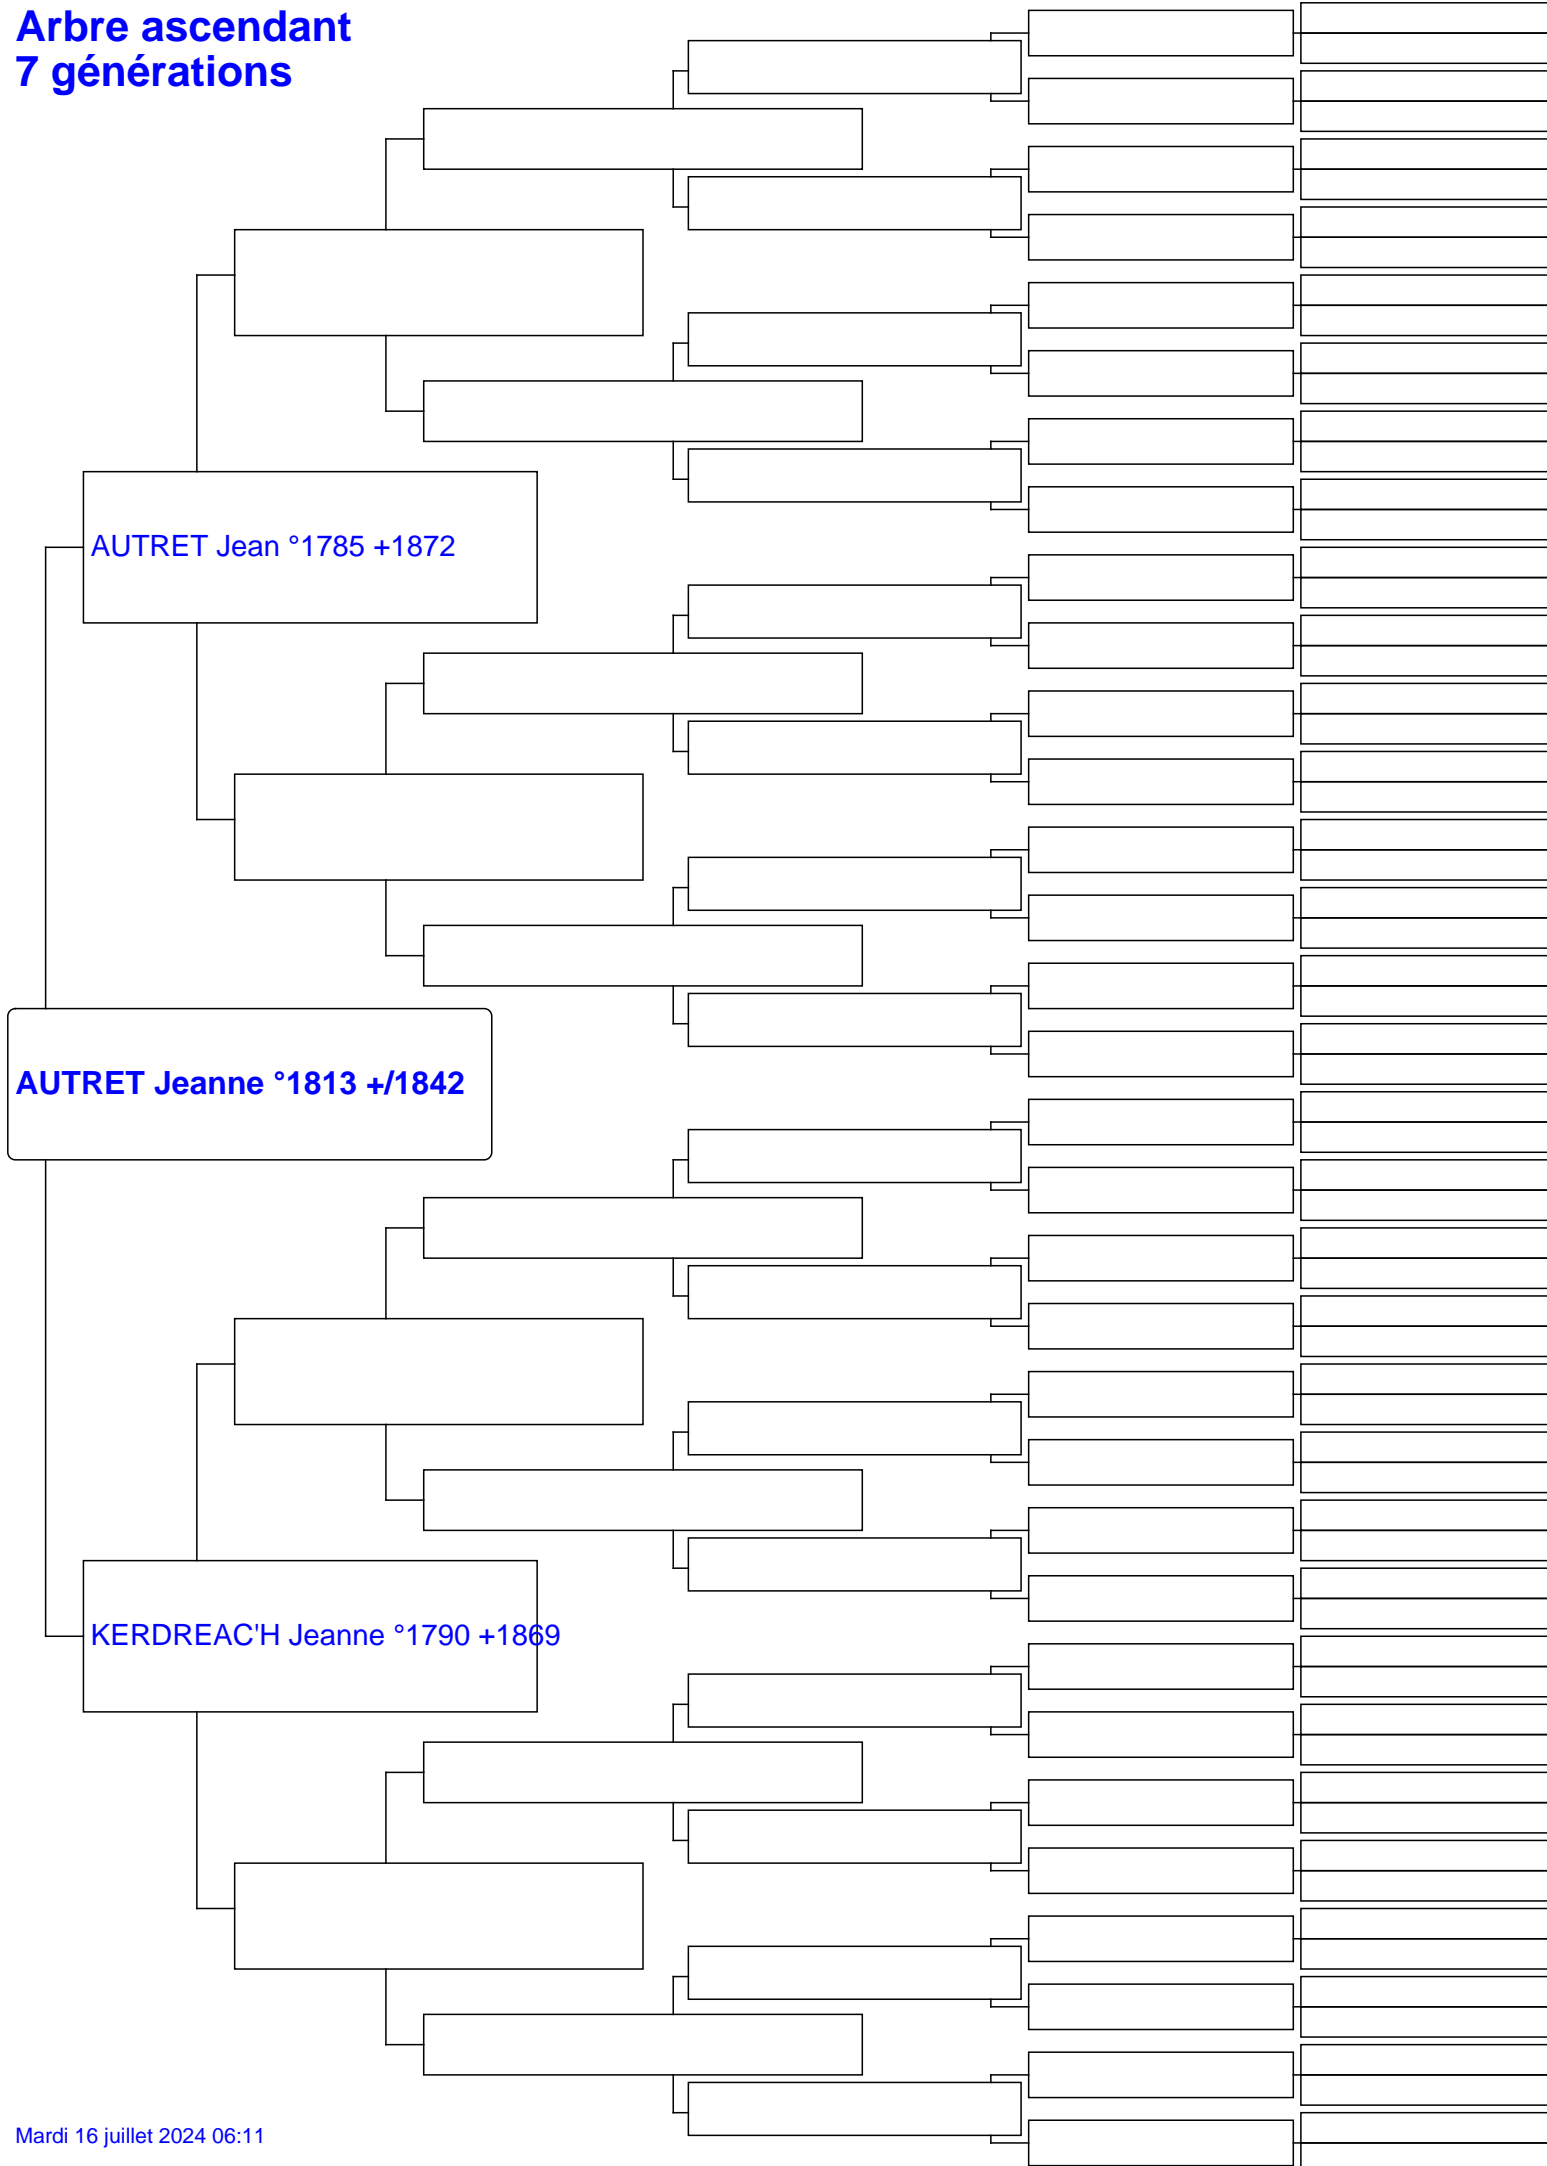 Arbre ascendant
7 générations
AUTRET Jean °1785 +1872
AUTRET Jeanne °1813 +/1842
KERDREAC'H Jeanne °1790 +1869
Mardi 16 juillet 2024 06:11